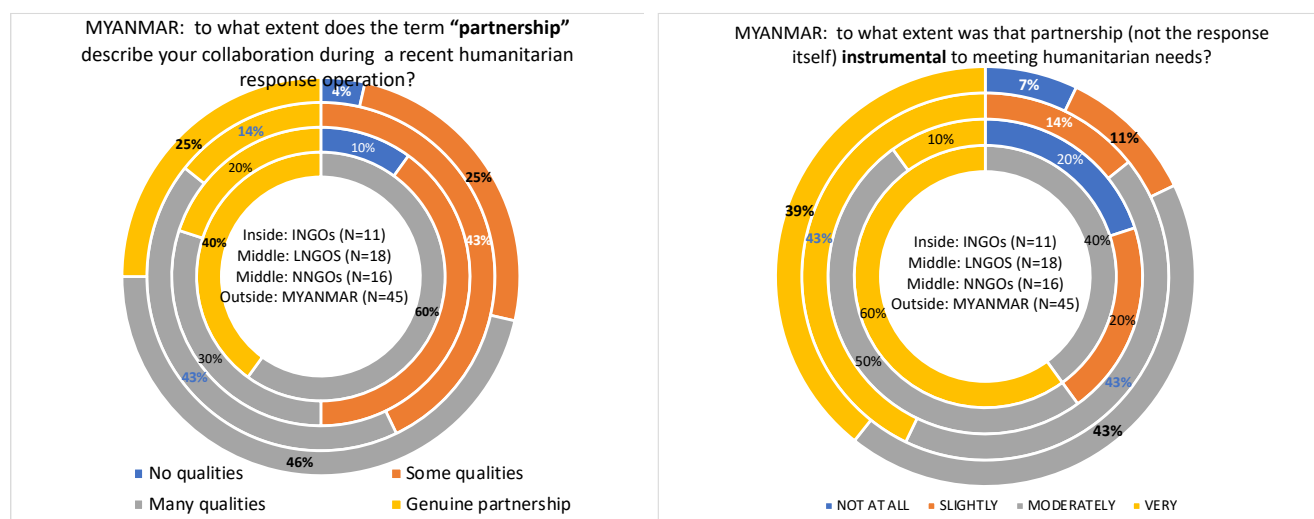 MYANMAR: to what extent does the term “partnership”
describe your collaboration during a recent humanitarian
response operation?
4%
14%
25%
10%
20%
25%
Inside: INGOs (N=11)
Middle: LNGOS (N=18)
Middle: NNGOs (N=16)
Outside: MYANMAR (N=45)
43%
40%
60%
30%
43%
46%
No qualities
Some qualities
Many qualities
Genuine partnership
MYANMAR: to what extent was that partnership (not the response
itself) instrumental to meeting humanitarian needs?
7%
14%
11%
10%
20%
39%
43%
40%
Inside: INGOs (N=11)
Middle: LNGOS (N=18)
Middle: NNGOs (N=16)
Outside: MYANMAR (N=45)
60%
20%
50%
43%
43%
NOT AT ALL
SLIGHTLY
MODERATELY
VERY